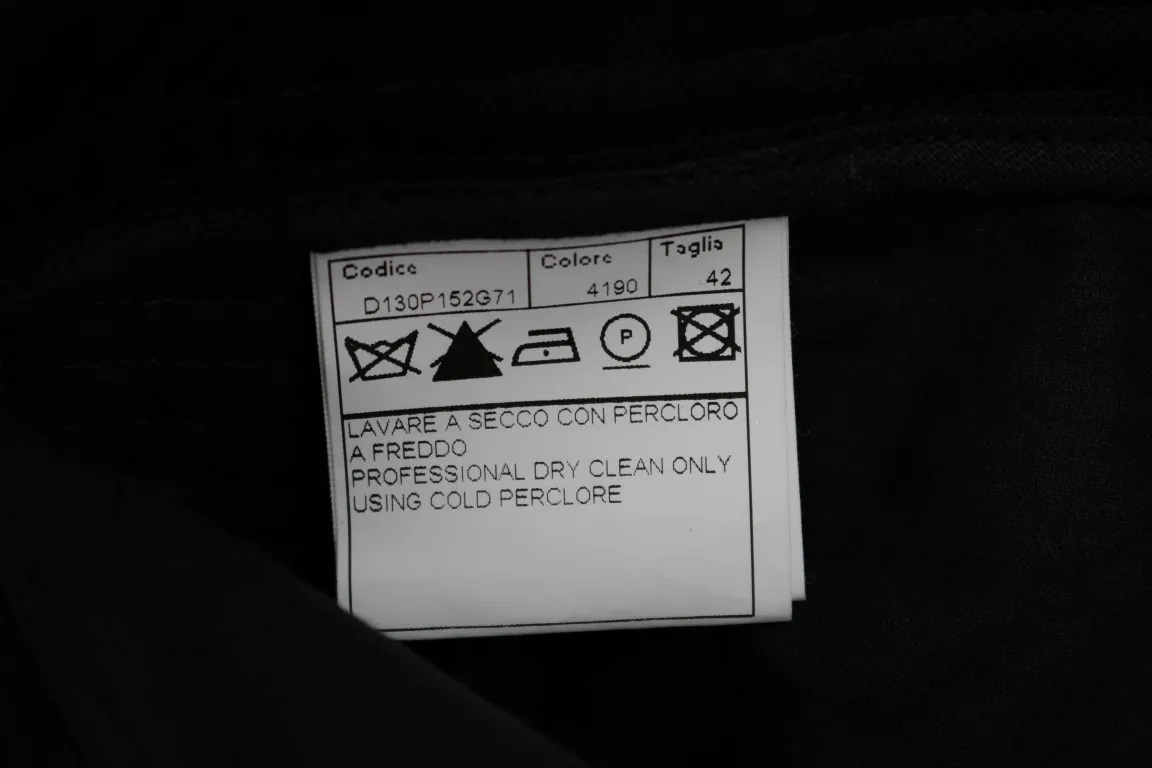 Codice Colore Taglia
D130P152G71 4190 42
P
LAVARE A SECCO CON PERCLORO
A FREDDO
PROFESSIONAL DRY CLEAN ONLY
USING COLD PERCLORE